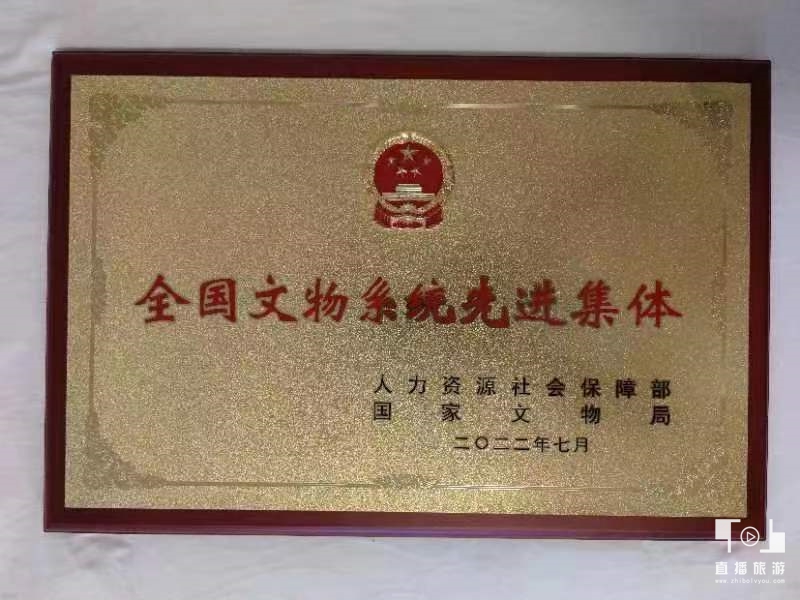 全国文物系统先进集体
人力资源社会保障部
国家文物局
二〇二二年七月
直播旅游
www.zhibolvyou.com